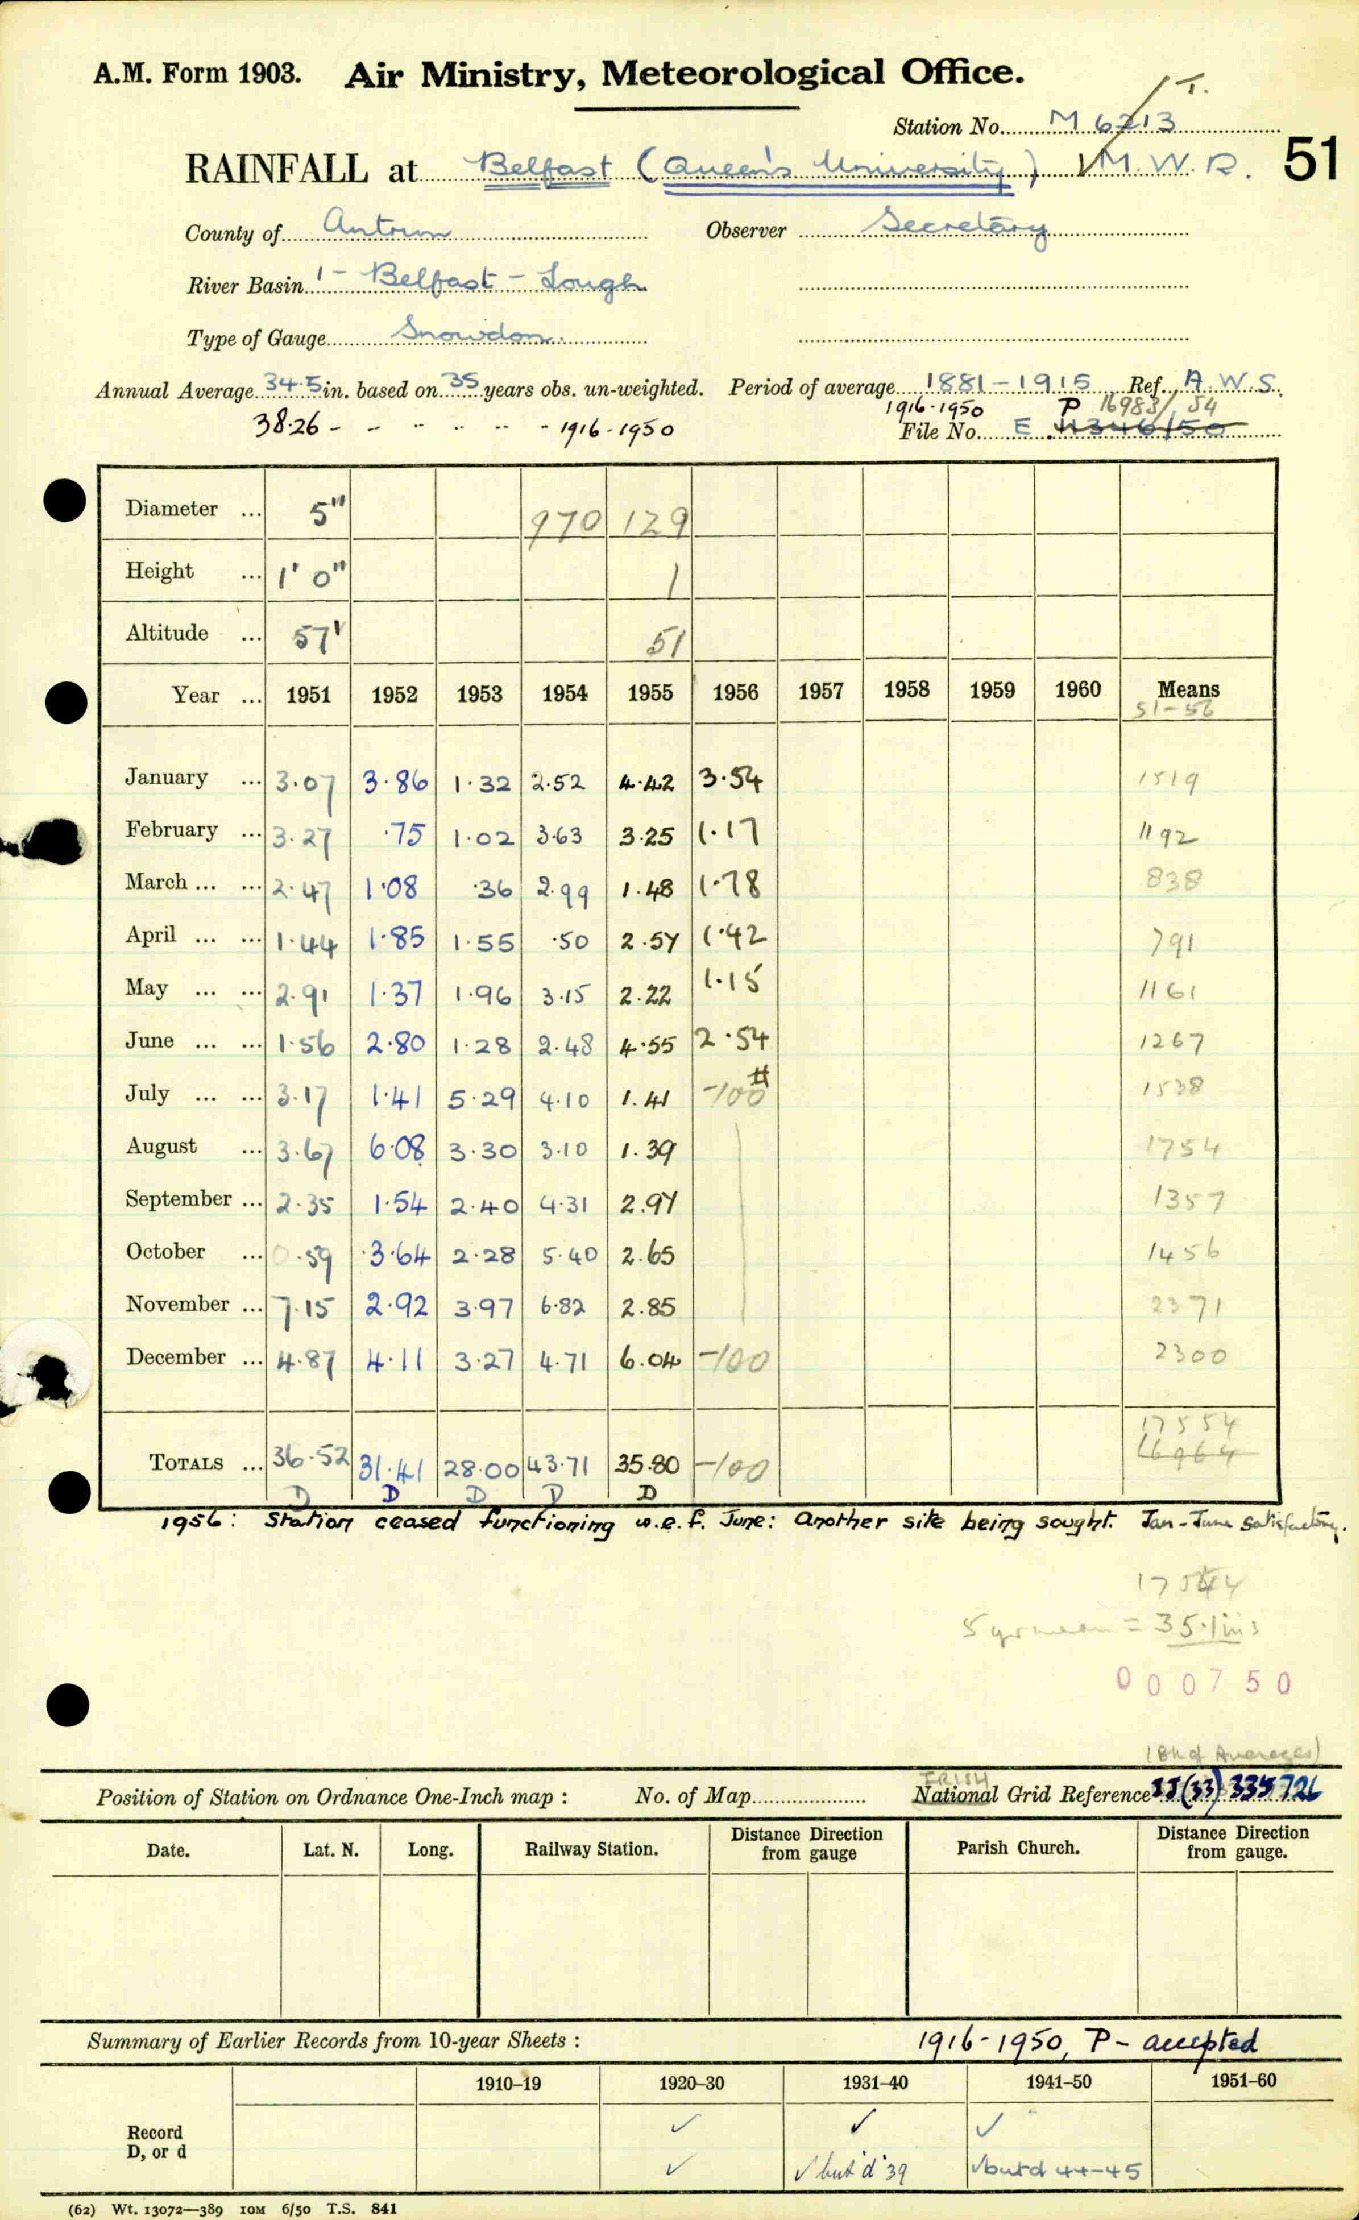 A.M. Form 1903. Air Ministry, Meteorological Office.
T.
Station No. M 6213
RAINFALL at Belfast (Queen's University) M.W.R. 51
County of Antrim Observer Secretary
River Basin 1 - Belfast - Lough
Type of Gauge Snowdon.
Annual Average 34.5 in. based on 35 years obs. un-weighted. Period of average 1881-1915 Ref. A.W.S.
38.26 - - - - - - 1916-1950 1916-1950 P 16983/54
File No. E 11346/50
Diameter ... 5" 970 129
Height ... 1' 0" 1
Altitude ... 57' 51
Year ... 1951 1952 1953 1954 1955 1956 1957 1958 1959 1960 Means
51-56
January ... 3.07 3.86 1.32 2.52 4.42 3.54 1519
February ... 3.27 .75 1.02 3.63 3.25 1.17 1192
March ... ... 2.47 1.08 .36 2.99 1.48 1.78 838
April ... ... 1.44 1.85 1.55 .50 2.57 1.42 791
May ... ... 2.91 1.37 1.96 3.15 2.22 1.15 1161
June ... ... 1.56 2.80 1.28 2.48 4.55 2.54 1267
July ... ... 3.17 1.41 5.29 4.10 1.41 -100 # 1538
August ... 3.67 6.08 3.30 3.10 1.39 1754
September ... 2.35 1.54 2.40 4.31 2.97 1357
October ... 0.59 3.64 2.28 5.40 2.65 1456
November ... 7.15 2.92 3.97 6.82 2.85 2371
December ... 4.87 4.11 3.27 4.71 6.04 -100 2300
17554
TOTALS ... 36.52 31.41 28.00 43.71 35.80 -100 16964
D D D D D
1956: Station ceased functioning w.e.f. June: Another site being sought. Jan-June satisfactory.
17544
5 yr mean = 35.1 ins
000750
(Bk of Averages)
IRISH
Position of Station on Ordnance One-Inch map : No. of Map National Grid Reference IJ(33) 335 726
Date. Lat. N. Long. Railway Station. Distance Direction from gauge Parish Church. Distance Direction from gauge.
Summary of Earlier Records from 10-year Sheets : 1916-1950, P - accepted
1910–19 1920–30 1931–40 1941–50 1951–60
Record ✓ ✓ ✓
D, or d ✓ ✓ but 'd' 39 ✓ but d 44-45
(62) Wt. 13072—389 10M 6/50 T.S. 841